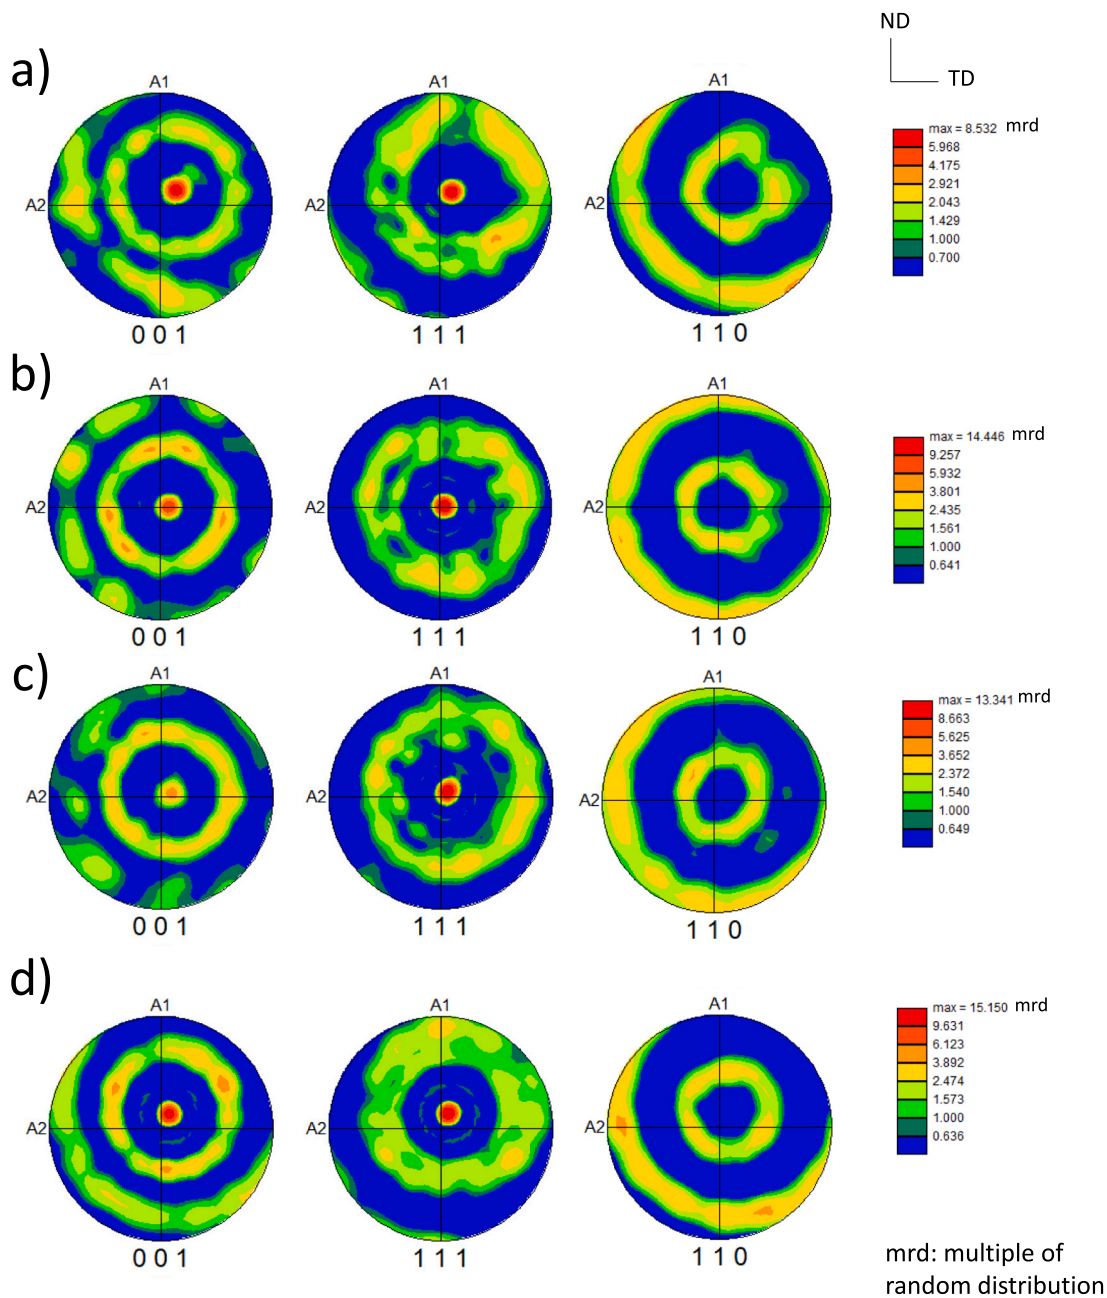 ND
TD
a)
A1
A1
A1
A2
A2
A2
0 0 1
1 1 1
1 1 0
max = 8.532 mrd
5.968
4.175
2.921
2.043
1.429
1.000
0.700
b)
A1
A1
A1
A2
A2
A2
0 0 1
1 1 1
1 1 0
max = 14.446 mrd
9.257
5.932
3.801
2.435
1.561
1.000
0.641
c)
A1
A1
A1
A2
A2
A2
0 0 1
1 1 1
1 1 0
max = 13.341 mrd
8.663
5.625
3.652
2.372
1.540
1.000
0.649
d)
A1
A1
A1
A2
A2
A2
0 0 1
1 1 1
1 1 0
max = 15.150 mrd
9.631
6.123
3.892
2.474
1.573
1.000
0.636
mrd: multiple of
random distribution